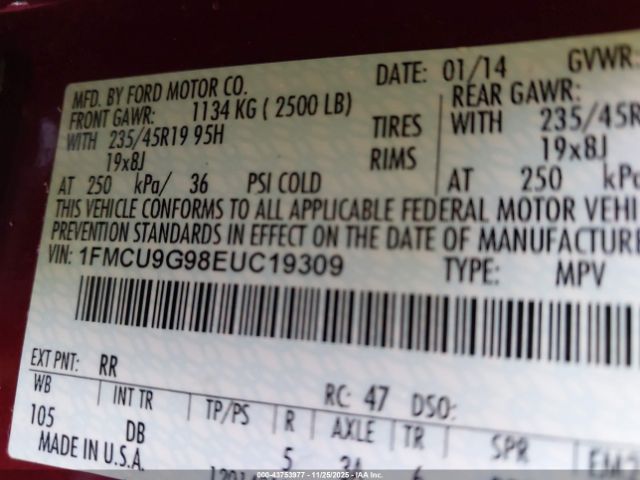 MFD. BY FORD MOTOR CO. DATE: 01/14 GVWR:
FRONT GAWR: 1134 KG ( 2500 LB) REAR GAWR:
WITH 235/45R19 95H TIRES WITH 235/45R
19x8J RIMS 19x8J
AT 250 kPa/ 36 PSI COLD AT 250 kPa
THIS VEHICLE CONFORMS TO ALL APPLICABLE FEDERAL MOTOR VEHI
PREVENTION STANDARDS IN EFFECT ON THE DATE OF MANUFACTURE
VIN: 1FMCU9G98EUC19309 TYPE: MPV
EXT PNT: RR RC: 47 DSO:
WB INT TR TP/PS R AXLE TR SPR
105 DB 5
MADE IN U.S.A.
000-43753977 - 11/25/2025 - IAAI.com